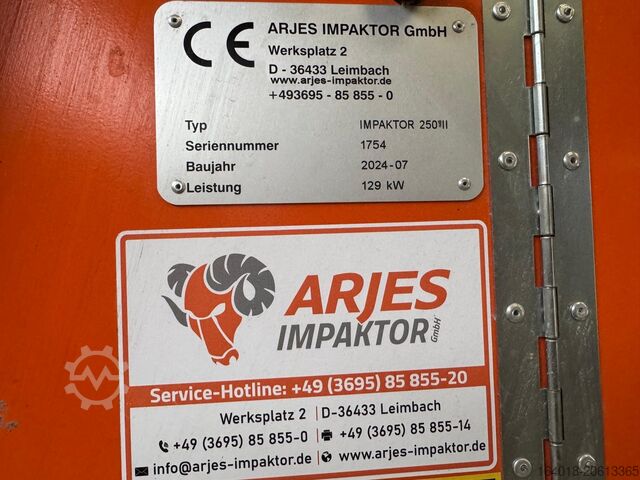 CE ARJES IMPAKTOR GmbH
Werksplatz 2
D - 36433 Leimbach
www.arjes-impaktor.de
+493695 - 85 855 - 0
Typ IMPAKTOR 250 II
Seriennummer 1754
Baujahr 2024-07
Leistung 129 kW
ARJES
IMPAKTOR GmbH
Service-Hotline: +49 (3695) 85 855-20
Werksplatz 2 | D-36433 Leimbach
+49 (3695) 85 855-0 +49 (3695) 85 855-14
info@arjes-impaktor.de www.arjes-impaktor.de
164018-20613365